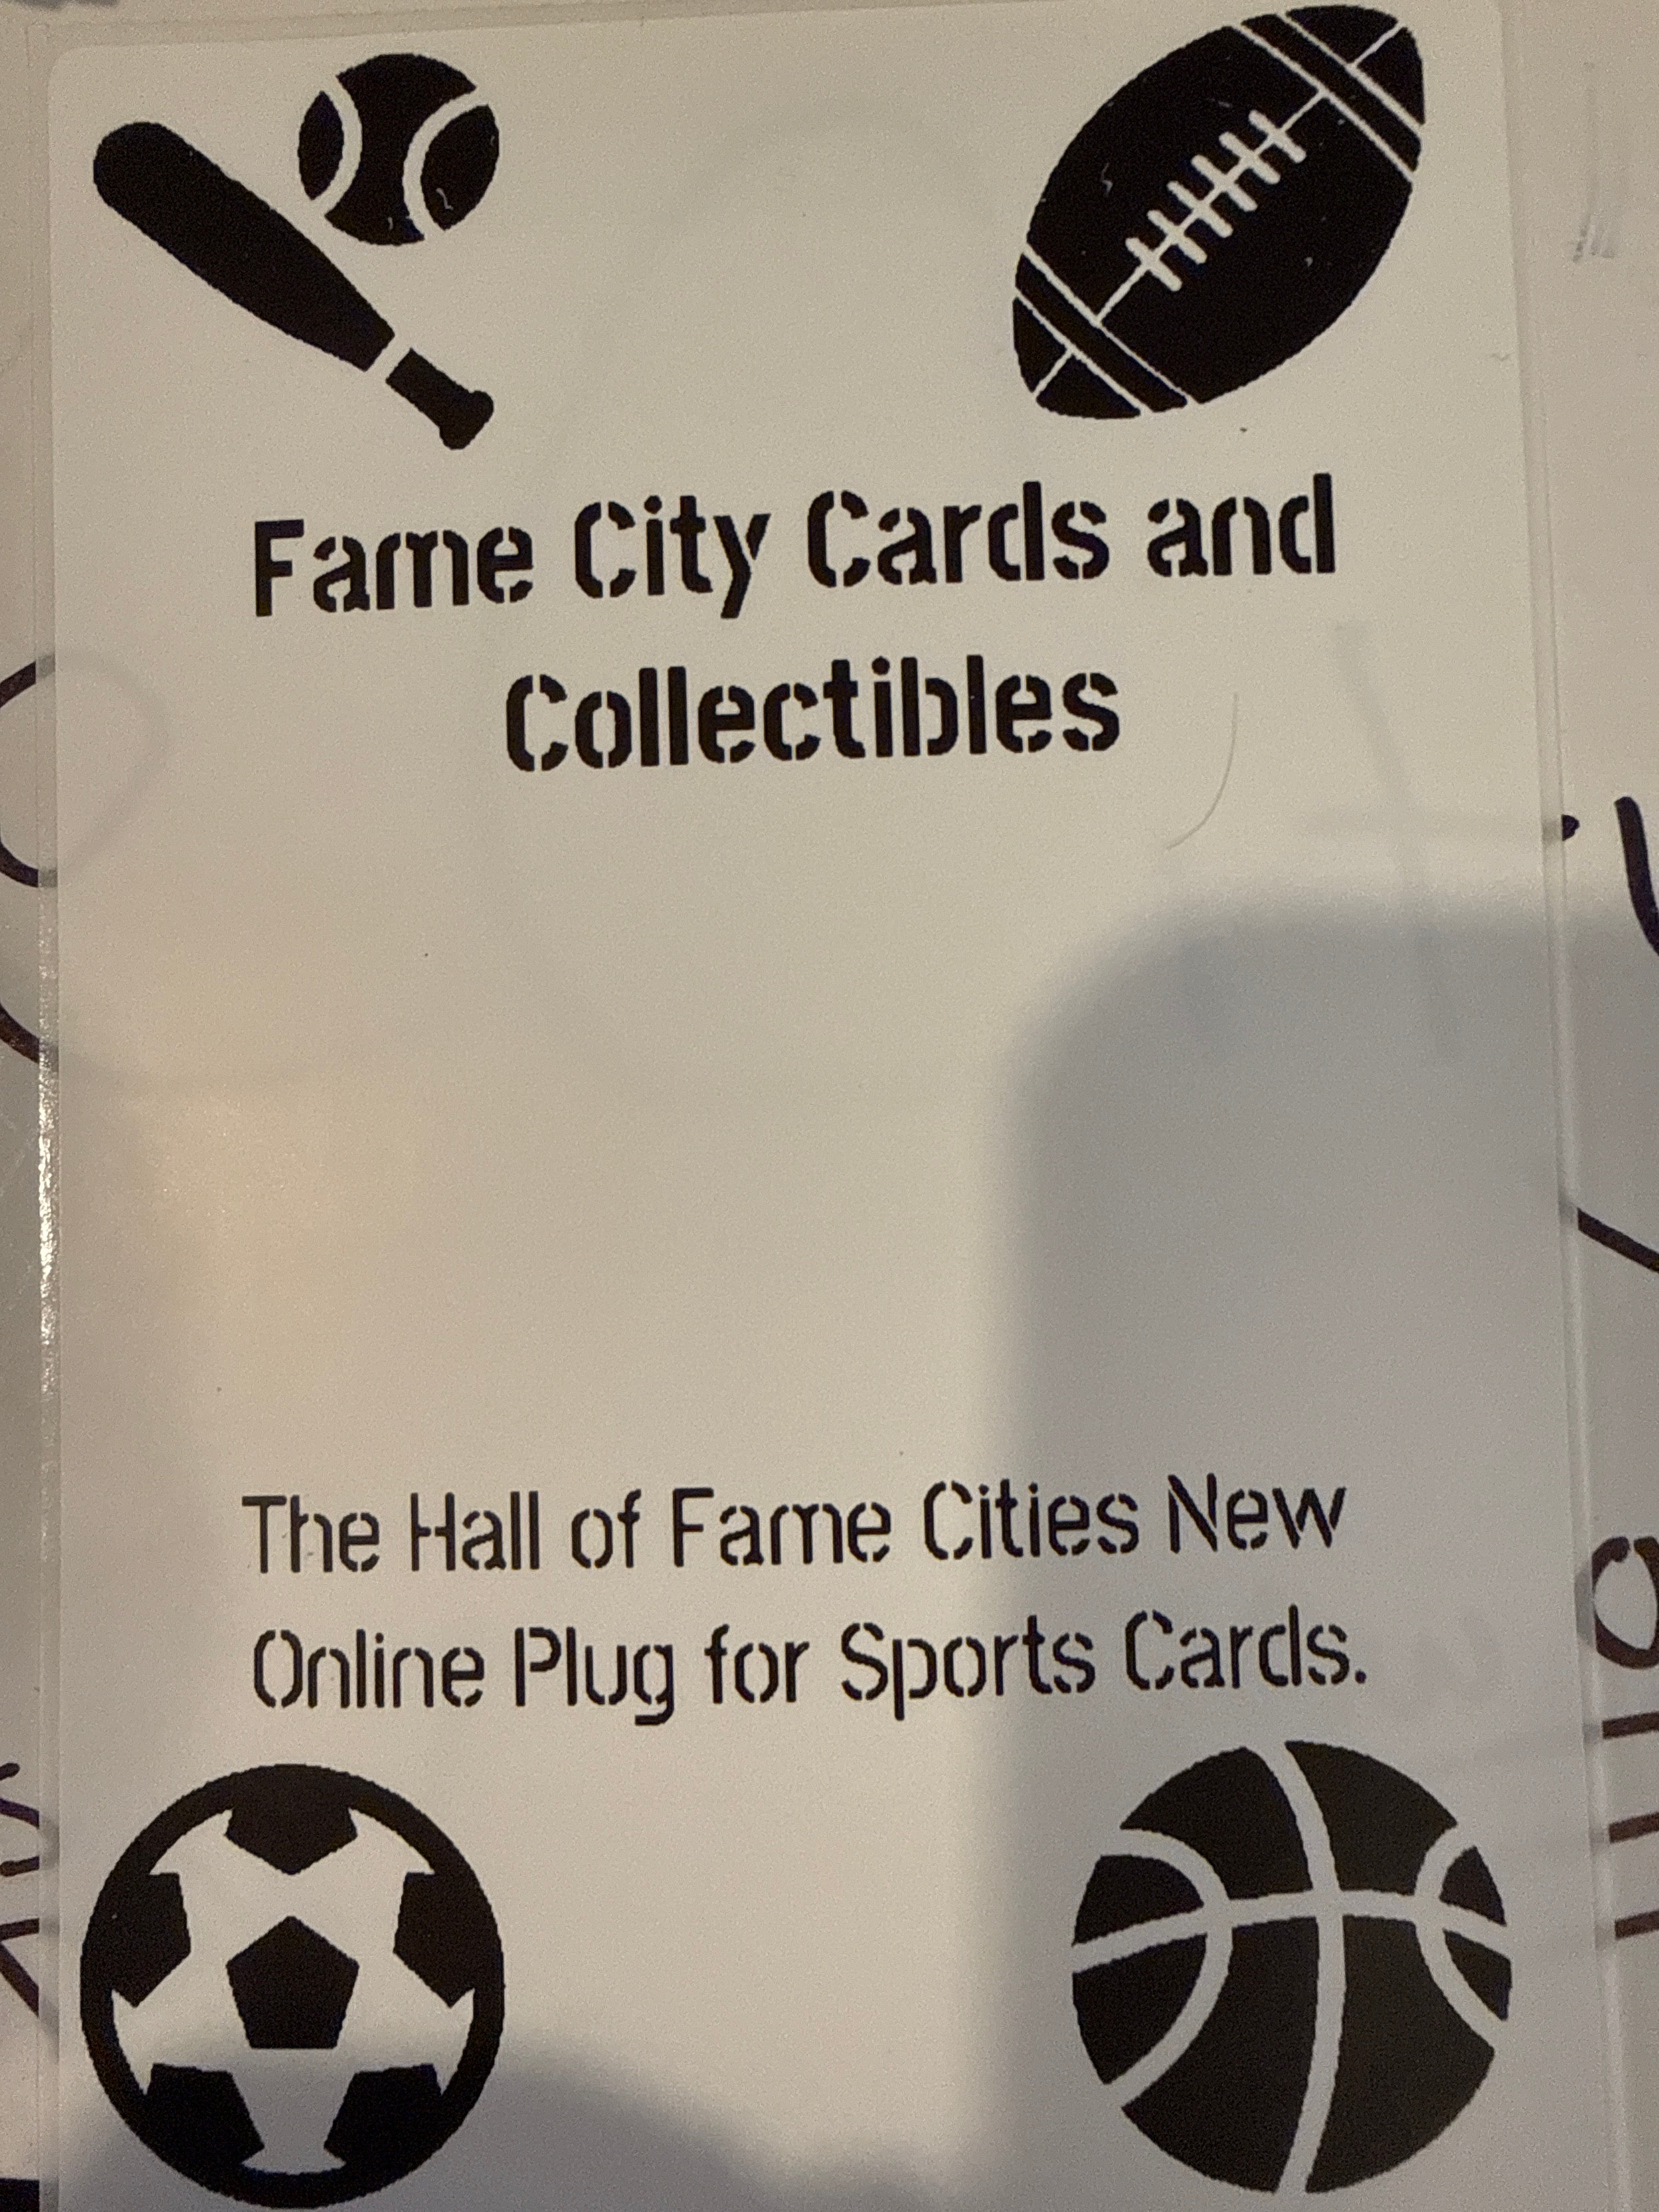 Fame City Cards and
Collectibles
The Hall of Fame Cities New
Online Plug for Sports Cards.